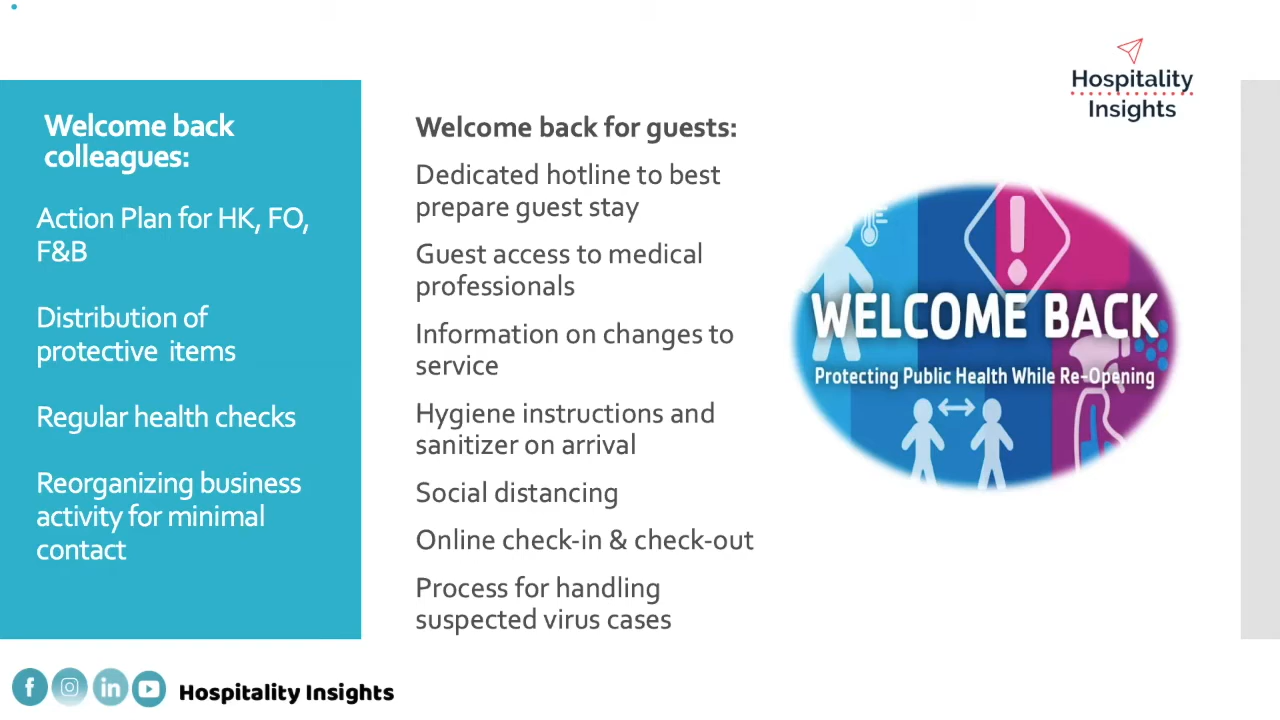 Welcome back
colleagues:
Action Plan for HK, FO,
F&B
Distribution of
protective items
Regular health checks
Reorganizing business
activity for minimal
contact
Welcome back for guests:
Dedicated hotline to best
prepare guest stay
Guest access to medical
professionals
Information on changes to
service
Hygiene instructions and
sanitizer on arrival
Social distancing
Online check-in & check-out
Process for handling
suspected virus cases
Hospitality
Insights
WELCOME BACK
Protecting Public Health While Re-Opening
Hospitality Insights